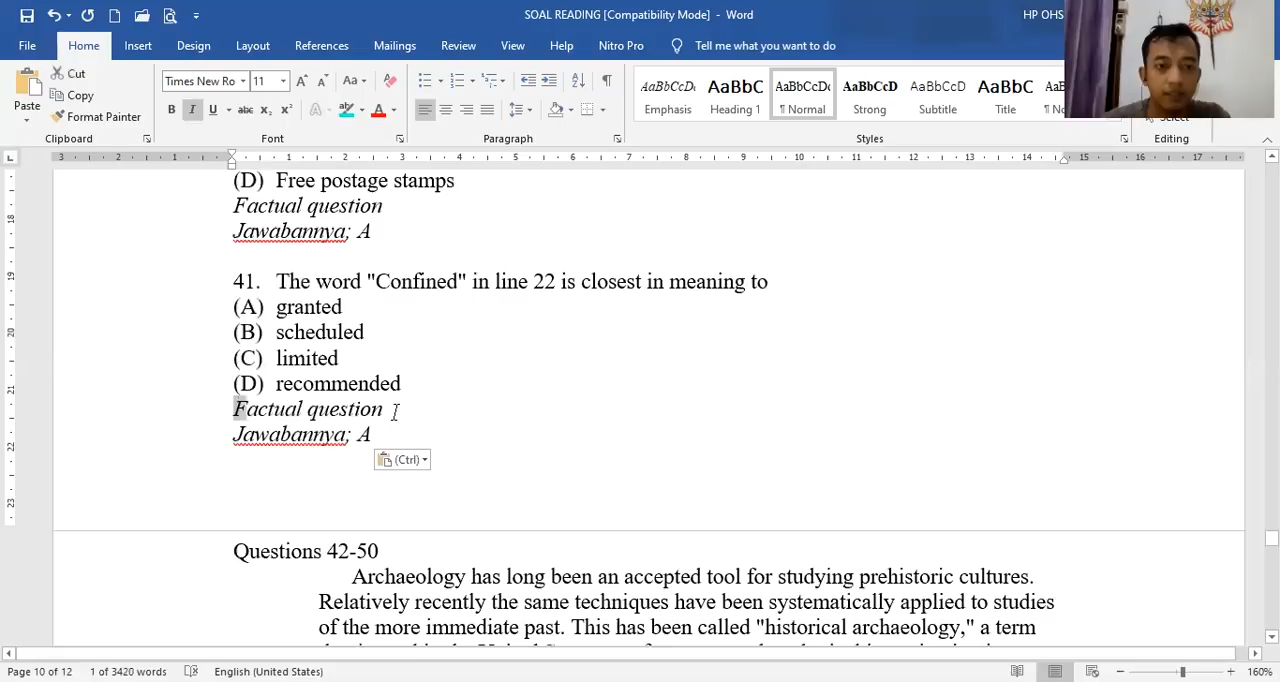 SOAL READING [Compatibility Mode] - Word
HP OHS
File Home Insert Design Layout References Mailings Review View Help Nitro Pro Tell me what you want to do
Paste
Cut
Copy
Format Painter
Clipboard
Times New Ro 11
Font
Paragraph
AaBbCcDc AaBbC AaBbCcDc AaBbCcDc AaBbCcDc AaBbC
Emphasis Heading 1 ¶ Normal Strong Subtitle Title
Styles
Editing
(D) Free postage stamps
Factual question
Jawabannya; A
41. The word "Confined" in line 22 is closest in meaning to
(A) granted
(B) scheduled
(C) limited
(D) recommended
Factual question
Jawabannya; A
(Ctrl)
Questions 42-50
Archaeology has long been an accepted tool for studying prehistoric cultures.
Relatively recently the same techniques have been systematically applied to studies
of the more immediate past. This has been called "historical archaeology," a term
Page 10 of 12 1 of 3420 words English (United States) 160%